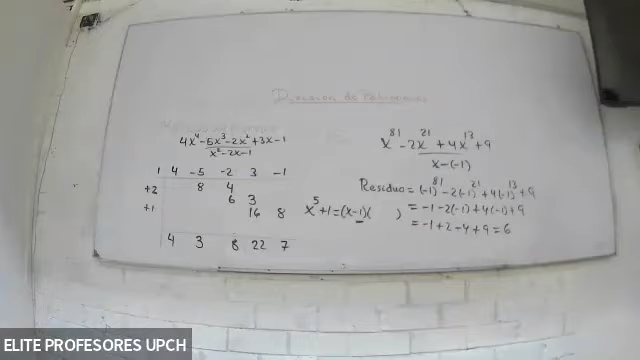 División de Polinomios
4x⁴-5x³-2x²+3x-1
x²-2x-1
1 4 -5 -2 3 -1
+2 8 4
6 3
+1 16 8
4 3 8 22 7
x⁵+1=(x-1)( )
x⁸¹-2x²¹+4x¹³+9
x-(-1)
Residuo=(-1)⁸¹-2(-1)²¹+4(-1)¹³+9
=-1-2(-1)+4(-1)+9
=-1+2-4+9=6
ELITE PROFESORES UPCH